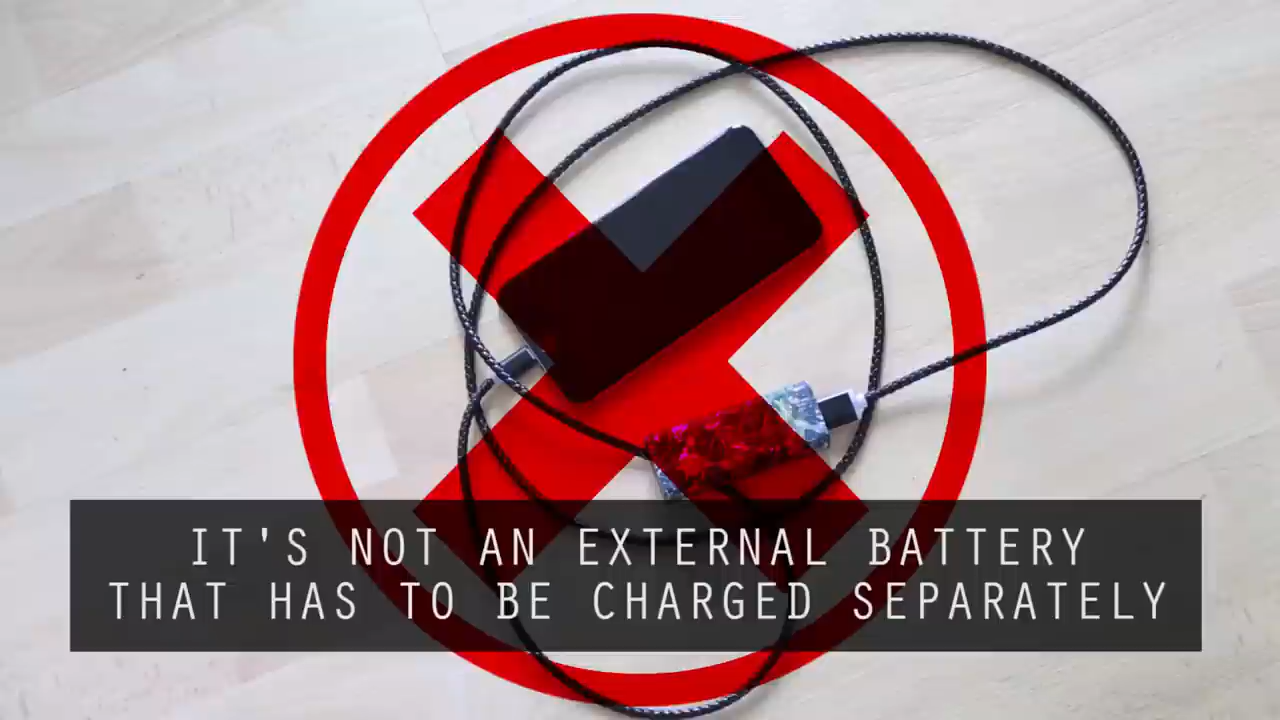 IT'S NOT AN EXTERNAL BATTERY
THAT HAS TO BE CHARGED SEPARATELY